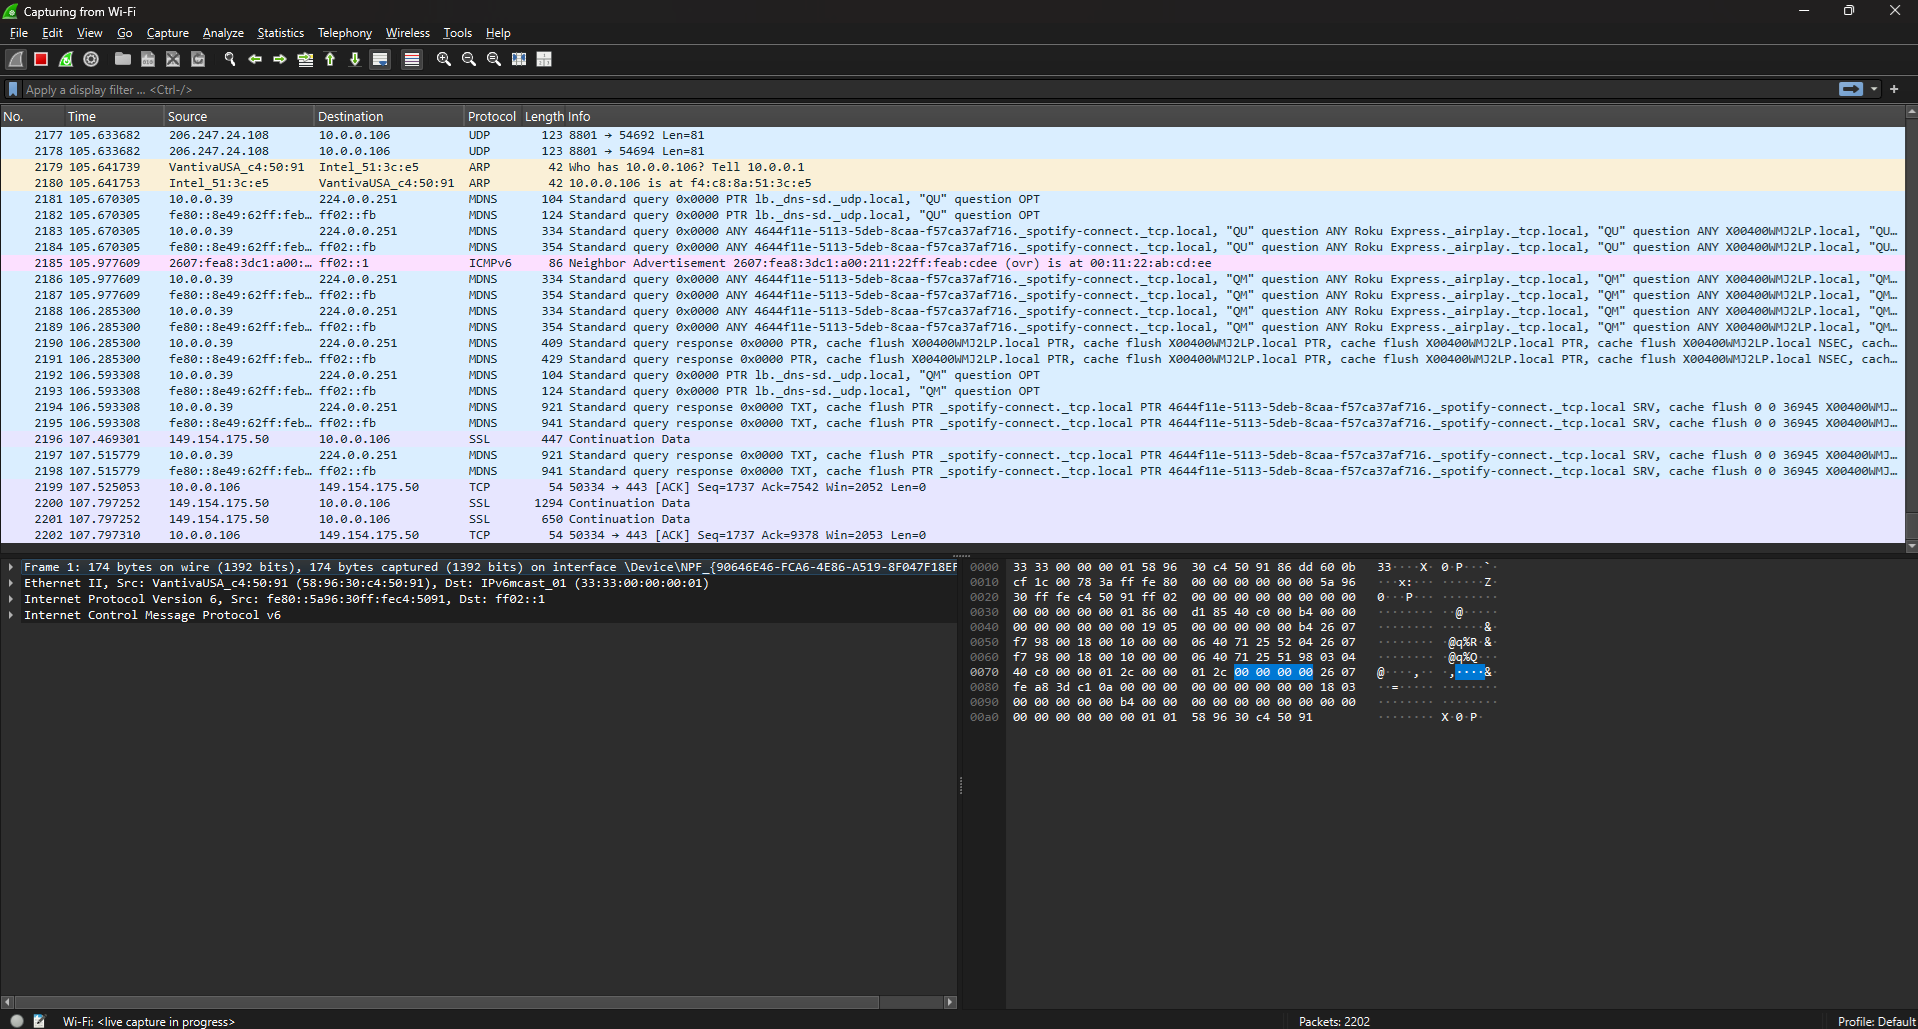 Capturing from Wi-Fi
File Edit View Go Capture Analyze Statistics Telephony Wireless Tools Help
Apply a display filter ... <Ctrl-/>
No. Time Source Destination Protocol Length Info
2177 105.633682 206.247.24.108 10.0.0.106 UDP 123 8801 → 54692 Len=81
2178 105.633682 206.247.24.108 10.0.0.106 UDP 123 8801 → 54694 Len=81
2179 105.641739 VantivaUSA_c4:50:91 Intel_51:3c:e5 ARP 42 Who has 10.0.0.106? Tell 10.0.0.1
2180 105.641753 Intel_51:3c:e5 VantivaUSA_c4:50:91 ARP 42 10.0.0.106 is at f4:c8:8a:51:3c:e5
2181 105.670305 10.0.0.39 224.0.0.251 MDNS 104 Standard query 0x0000 PTR lb._dns-sd._udp.local, "QU" question OPT
2182 105.670305 fe80::8e49:62ff:feb… ff02::fb MDNS 124 Standard query 0x0000 PTR lb._dns-sd._udp.local, "QU" question OPT
2183 105.670305 10.0.0.39 224.0.0.251 MDNS 334 Standard query 0x0000 ANY 4644f11e-5113-5deb-8caa-f57ca37af716._spotify-connect._tcp.local, "QU" question ANY Roku Express._airplay._tcp.local, "QU" question ANY X00400WMJ2LP.local, "QU…
2184 105.670305 fe80::8e49:62ff:feb… ff02::fb MDNS 354 Standard query 0x0000 ANY 4644f11e-5113-5deb-8caa-f57ca37af716._spotify-connect._tcp.local, "QU" question ANY Roku Express._airplay._tcp.local, "QU" question ANY X00400WMJ2LP.local, "QU…
2185 105.977609 2607:fea8:3dc1:a00:… ff02::1 ICMPv6 86 Neighbor Advertisement 2607:fea8:3dc1:a00:211:22ff:feab:cdee (ovr) is at 00:11:22:ab:cd:ee
2186 105.977609 10.0.0.39 224.0.0.251 MDNS 334 Standard query 0x0000 ANY 4644f11e-5113-5deb-8caa-f57ca37af716._spotify-connect._tcp.local, "QM" question ANY Roku Express._airplay._tcp.local, "QM" question ANY X00400WMJ2LP.local, "QM…
2187 105.977609 fe80::8e49:62ff:feb… ff02::fb MDNS 354 Standard query 0x0000 ANY 4644f11e-5113-5deb-8caa-f57ca37af716._spotify-connect._tcp.local, "QM" question ANY Roku Express._airplay._tcp.local, "QM" question ANY X00400WMJ2LP.local, "QM…
2188 106.285300 10.0.0.39 224.0.0.251 MDNS 334 Standard query 0x0000 ANY 4644f11e-5113-5deb-8caa-f57ca37af716._spotify-connect._tcp.local, "QM" question ANY Roku Express._airplay._tcp.local, "QM" question ANY X00400WMJ2LP.local, "QM…
2189 106.285300 fe80::8e49:62ff:feb… ff02::fb MDNS 354 Standard query 0x0000 ANY 4644f11e-5113-5deb-8caa-f57ca37af716._spotify-connect._tcp.local, "QM" question ANY Roku Express._airplay._tcp.local, "QM" question ANY X00400WMJ2LP.local, "QM…
2190 106.285300 10.0.0.39 224.0.0.251 MDNS 409 Standard query response 0x0000 PTR, cache flush X00400WMJ2LP.local PTR, cache flush X00400WMJ2LP.local PTR, cache flush X00400WMJ2LP.local PTR, cache flush X00400WMJ2LP.local NSEC, cach…
2191 106.285300 fe80::8e49:62ff:feb… ff02::fb MDNS 429 Standard query response 0x0000 PTR, cache flush X00400WMJ2LP.local PTR, cache flush X00400WMJ2LP.local PTR, cache flush X00400WMJ2LP.local PTR, cache flush X00400WMJ2LP.local NSEC, cach…
2192 106.593308 10.0.0.39 224.0.0.251 MDNS 104 Standard query 0x0000 PTR lb._dns-sd._udp.local, "QM" question OPT
2193 106.593308 fe80::8e49:62ff:feb… ff02::fb MDNS 124 Standard query 0x0000 PTR lb._dns-sd._udp.local, "QM" question OPT
2194 106.593308 10.0.0.39 224.0.0.251 MDNS 921 Standard query response 0x0000 TXT, cache flush PTR _spotify-connect._tcp.local PTR 4644f11e-5113-5deb-8caa-f57ca37af716._spotify-connect._tcp.local SRV, cache flush 0 0 36945 X00400WMJ…
2195 106.593308 fe80::8e49:62ff:feb… ff02::fb MDNS 941 Standard query response 0x0000 TXT, cache flush PTR _spotify-connect._tcp.local PTR 4644f11e-5113-5deb-8caa-f57ca37af716._spotify-connect._tcp.local SRV, cache flush 0 0 36945 X00400WMJ…
2196 107.469301 149.154.175.50 10.0.0.106 SSL 447 Continuation Data
2197 107.515779 10.0.0.39 224.0.0.251 MDNS 921 Standard query response 0x0000 TXT, cache flush PTR _spotify-connect._tcp.local PTR 4644f11e-5113-5deb-8caa-f57ca37af716._spotify-connect._tcp.local SRV, cache flush 0 0 36945 X00400WMJ…
2198 107.515779 fe80::8e49:62ff:feb… ff02::fb MDNS 941 Standard query response 0x0000 TXT, cache flush PTR _spotify-connect._tcp.local PTR 4644f11e-5113-5deb-8caa-f57ca37af716._spotify-connect._tcp.local SRV, cache flush 0 0 36945 X00400WMJ…
2199 107.525053 10.0.0.106 149.154.175.50 TCP 54 50334 → 443 [ACK] Seq=1737 Ack=7542 Win=2052 Len=0
2200 107.797252 149.154.175.50 10.0.0.106 SSL 1294 Continuation Data
2201 107.797252 149.154.175.50 10.0.0.106 SSL 650 Continuation Data
2202 107.797310 10.0.0.106 149.154.175.50 TCP 54 50334 → 443 [ACK] Seq=1737 Ack=9378 Win=2053 Len=0
Frame 1: 174 bytes on wire (1392 bits), 174 bytes captured (1392 bits) on interface \Device\NPF_{90646E46-FCA6-4E86-A519-8F047F18EF
Ethernet II, Src: VantivaUSA_c4:50:91 (58:96:30:c4:50:91), Dst: IPv6mcast_01 (33:33:00:00:00:01)
Internet Protocol Version 6, Src: fe80::5a96:30ff:fec4:5091, Dst: ff02::1
Internet Control Message Protocol v6
0000 33 33 00 00 00 01 58 96 30 c4 50 91 86 dd 60 0b 33····X· 0·P···`·
0010 cf 1c 00 78 3a ff fe 80 00 00 00 00 00 00 5a 96 ···x:··· ······Z·
0020 30 ff fe c4 50 91 ff 02 00 00 00 00 00 00 00 00 0···P··· ········
0030 00 00 00 00 00 01 86 00 d1 85 40 c0 00 b4 00 00 ········ ··@·····
0040 00 00 00 00 00 00 19 05 00 00 00 00 00 b4 26 07 ········ ······&·
0050 f7 98 00 18 00 10 00 00 06 40 71 25 52 04 26 07 ········ ·@q%R·&·
0060 f7 98 00 18 00 10 00 00 06 40 71 25 51 98 03 04 ········ ·@q%Q···
0070 40 c0 00 00 01 2c 00 00 01 2c 00 00 00 00 26 07 @····,·· ·,····&·
0080 fe a8 3d c1 0a 00 00 00 00 00 00 00 00 00 18 03 ··=····· ········
0090 00 00 00 00 00 b4 00 00 00 00 00 00 00 00 00 00 ········ ········
00a0 00 00 00 00 00 00 01 01 58 96 30 c4 50 91 ········ X·0·P·
Wi-Fi: <live capture in progress>
Packets: 2202
Profile: Default